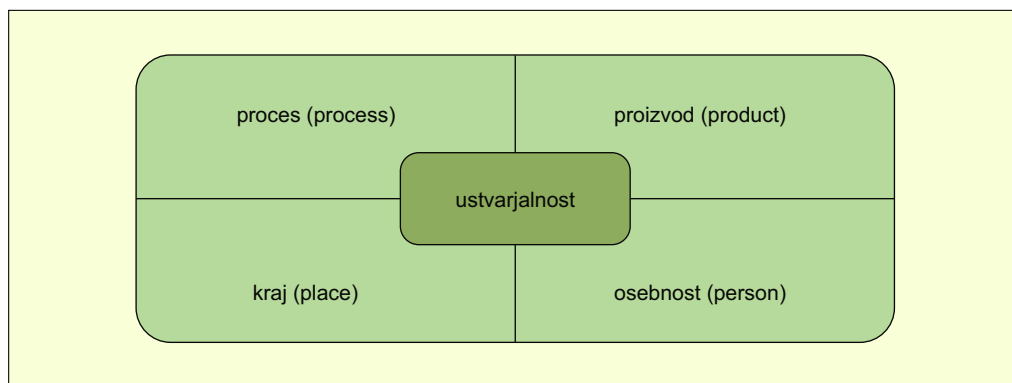 proces (process)
proizvod (product)
ustvarjalnost
kraj (place)
osebnost (person)